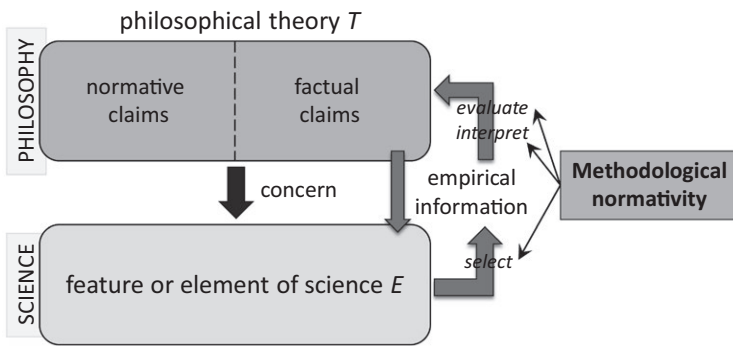 philosophical theory T
PHILOSOPHY
normative
claims
factual
claims
evaluate
interpret
Methodological
normativity
concern
empirical
information
SCIENCE
feature or element of science E
select